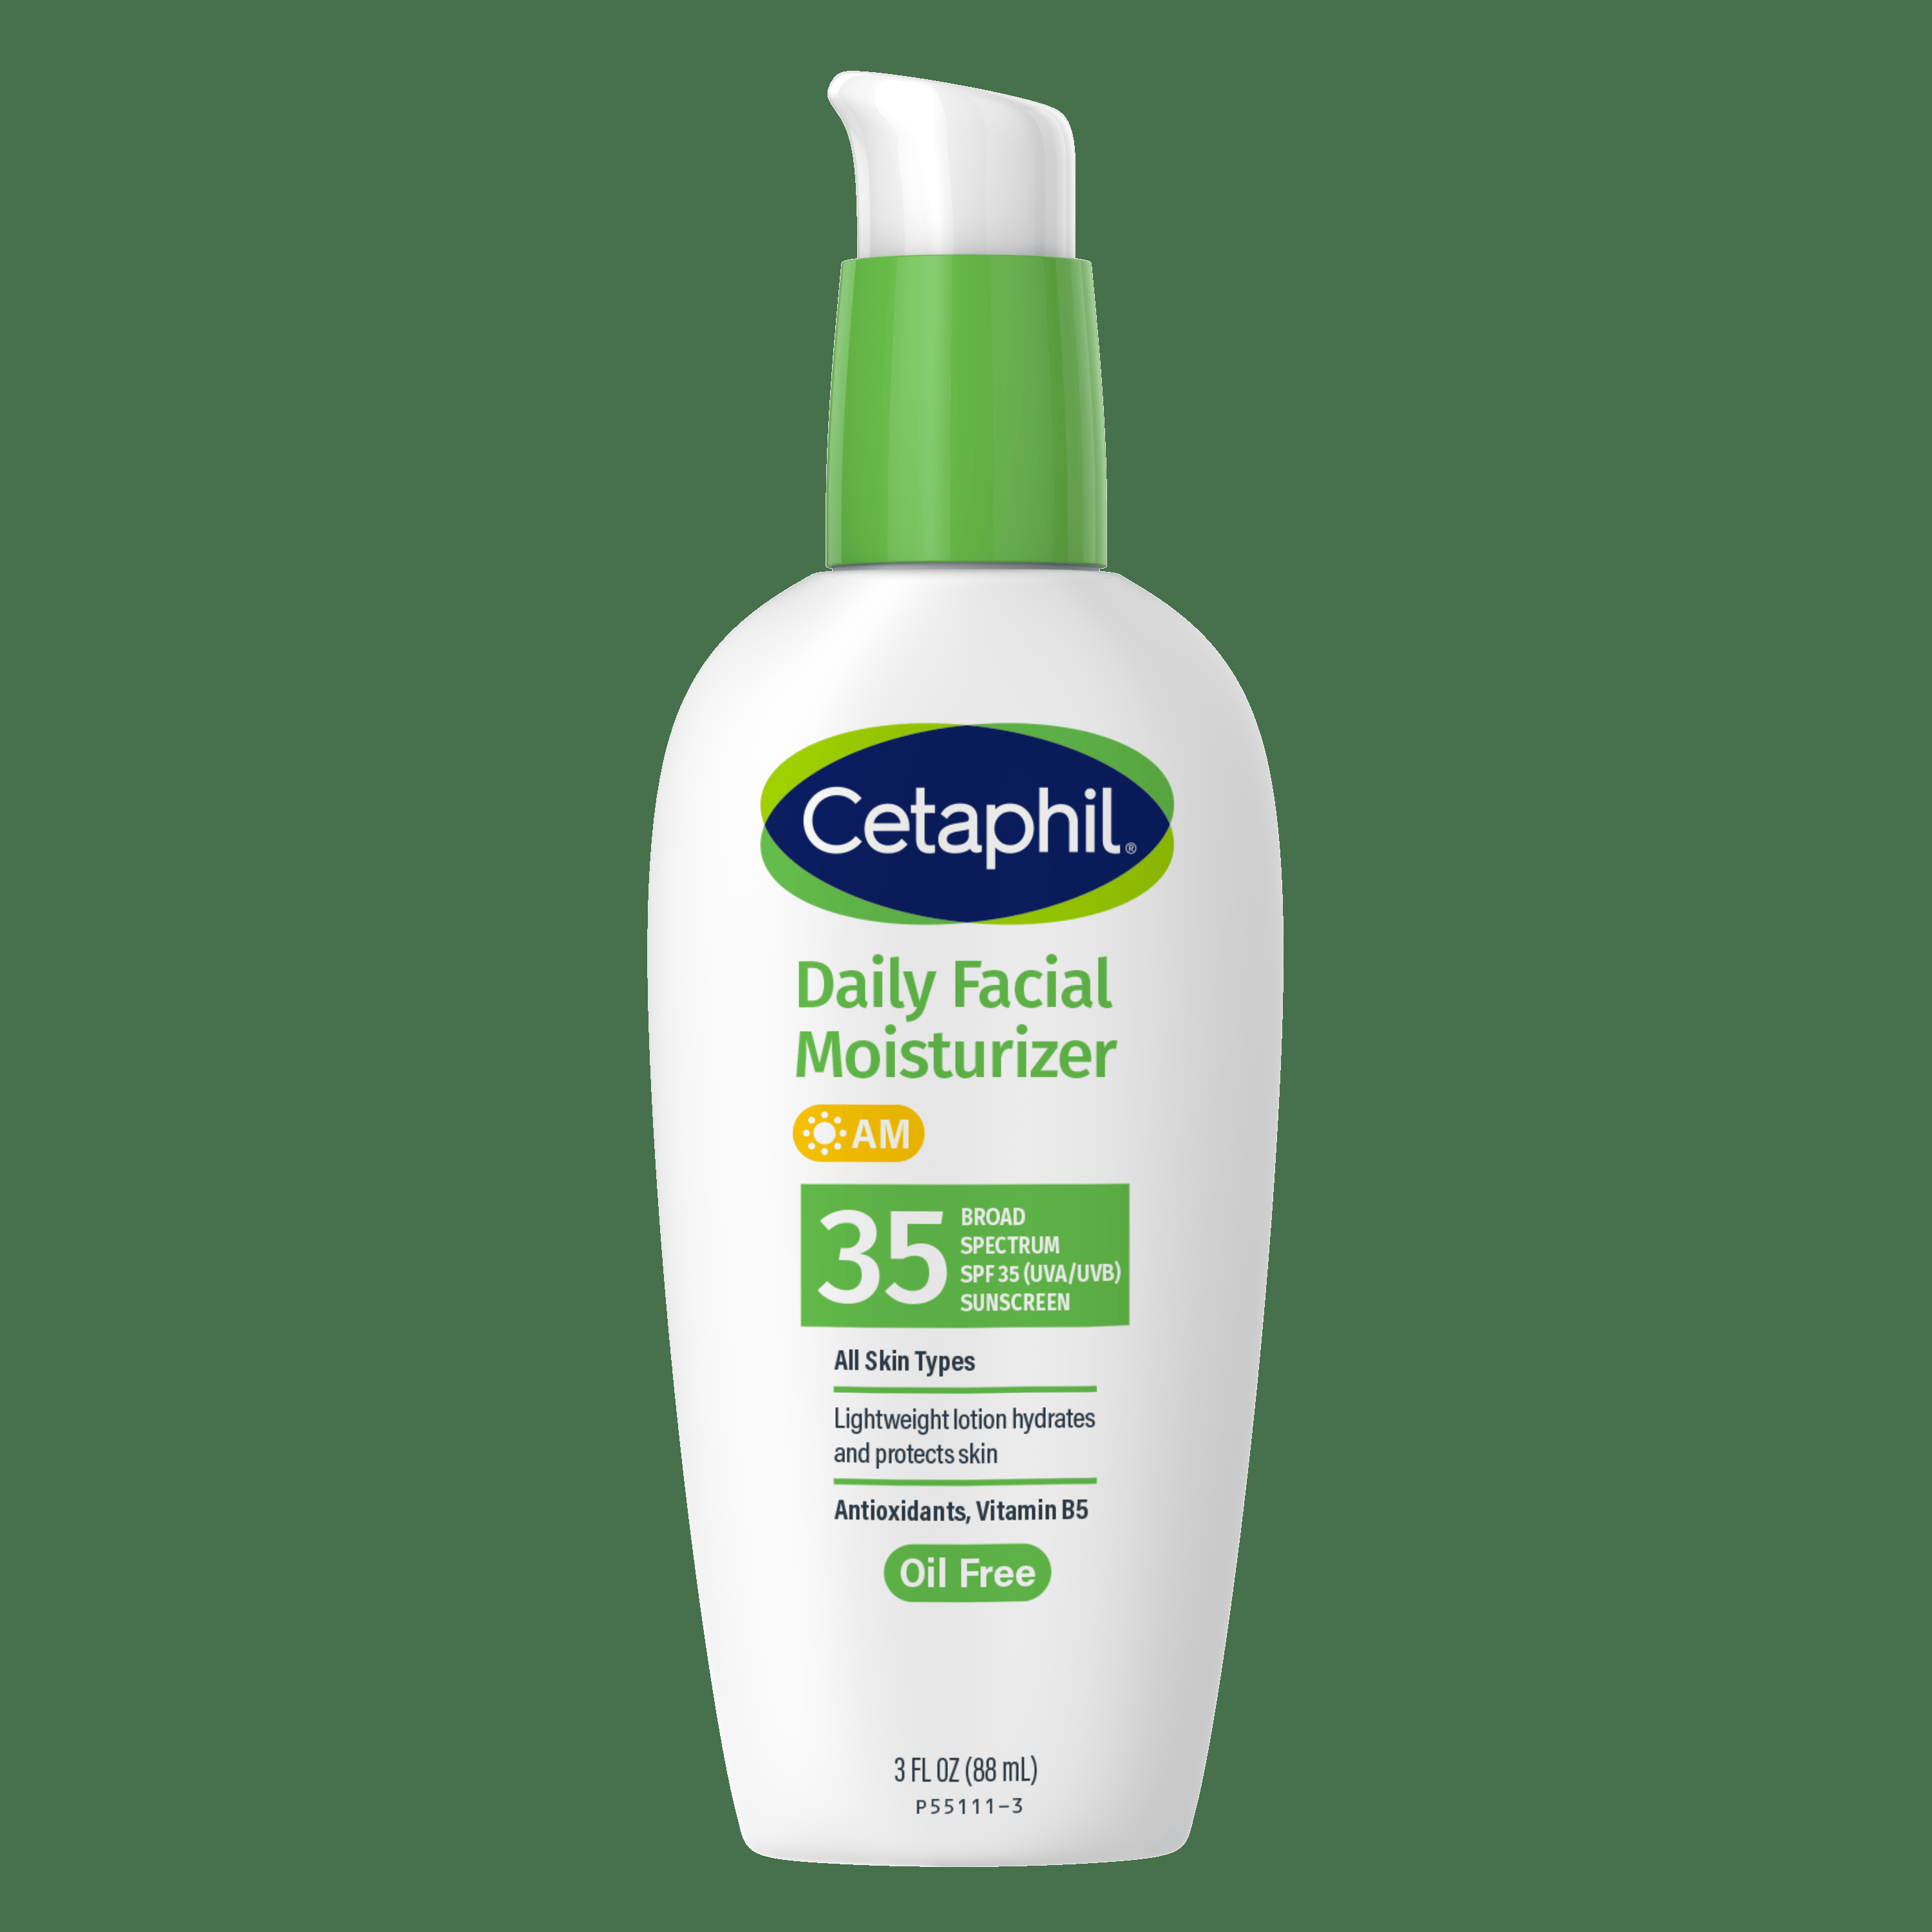 Cetaphil®
Daily Facial
Moisturizer
AM
35
BROAD
SPECTRUM
SPF 35 (UVA/UVB)
SUNSCREEN
All Skin Types
Lightweight lotion hydrates
and protects skin
Antioxidants, Vitamin B5
Oil Free
3 FL OZ (88 mL)
P55111-3